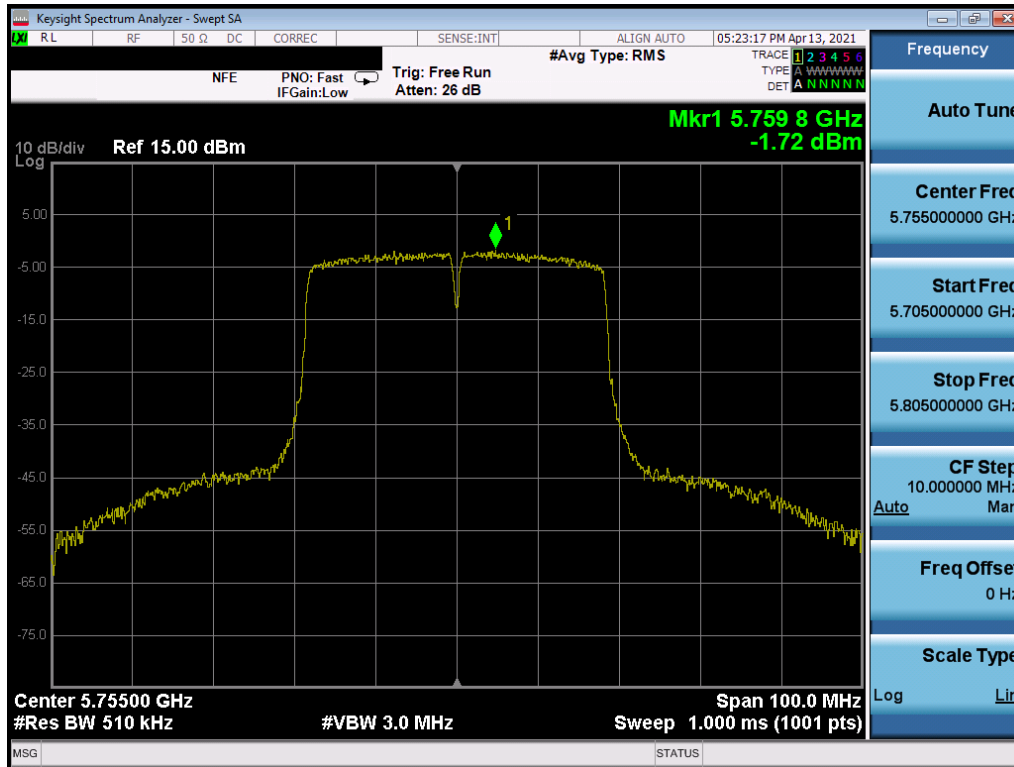 Keysight Spectrum Analyzer - Swept SA
LXI RL RF 50 Ω DC CORREC SENSE:INT ALIGN AUTO 05:23:17 PM Apr 13, 2021
#Avg Type: RMS TRACE 1 2 3 4 5 6
NFE PNO: Fast Trig: Free Run TYPE A WWWWW
IFGain:Low Atten: 26 dB DET A N N N N N
Mkr1 5.759 8 GHz
-1.72 dBm
10 dB/div Ref 15.00 dBm
Log
1
5.00
-5.00
-15.0
-25.0
-35.0
-45.0
-55.0
-65.0
-75.0
Center 5.75500 GHz Span 100.0 MHz
#Res BW 510 kHz #VBW 3.0 MHz Sweep 1.000 ms (1001 pts)
MSG STATUS
Frequency
Auto Tune
Center Freq
5.755000000 GHz
Start Freq
5.705000000 GHz
Stop Freq
5.805000000 GHz
CF Step
10.000000 MHz
Auto Man
Freq Offset
0 Hz
Scale Type
Log Lin